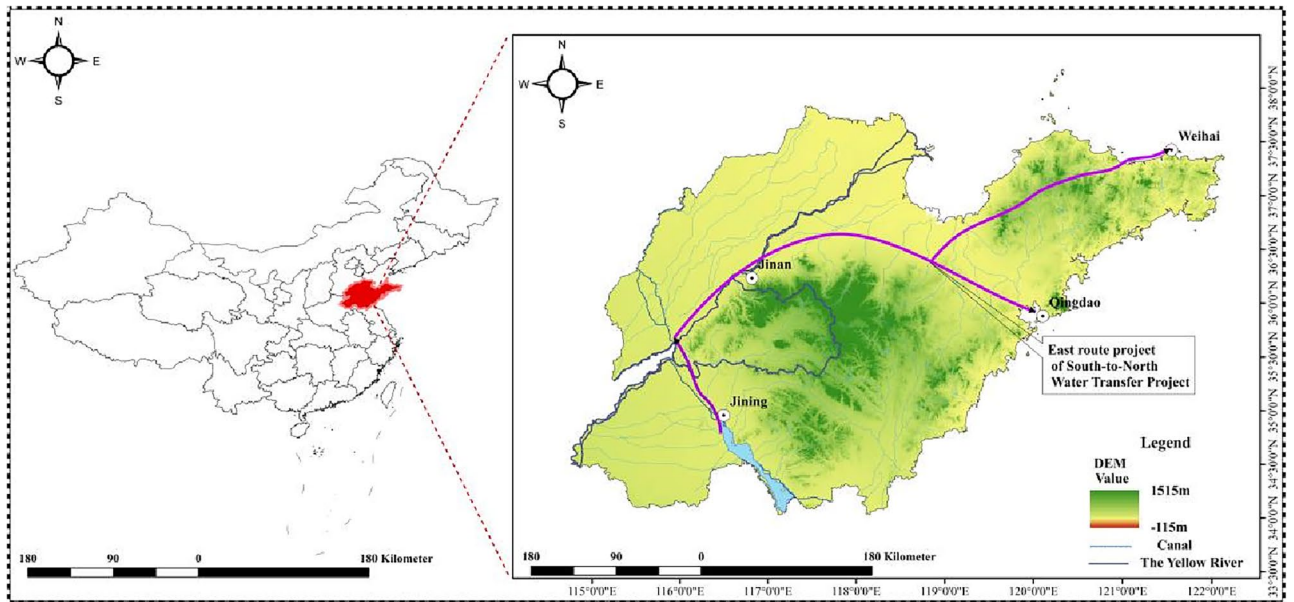 N
W E
S
180 90 0 180 Kilometer
N
W E
S
Weihai
Jinan
Qingdao
East route project
of South-to-North
Water Transfer Project
Jining
Legend
DEM
Value
1515m
-115m
Canal
The Yellow River
180 90 0 180 Kilometer
38°0'0"N
37°30'0"N
37°0'0"N
36°30'0"N
36°0'0"N
35°30'0"N
35°0'0"N
34°30'0"N
34°0'0"N
33°30'0"N
115°0'0"E 116°0'0"E 117°0'0"E 118°0'0"E 119°0'0"E 120°0'0"E 121°0'0"E 122°0'0"E